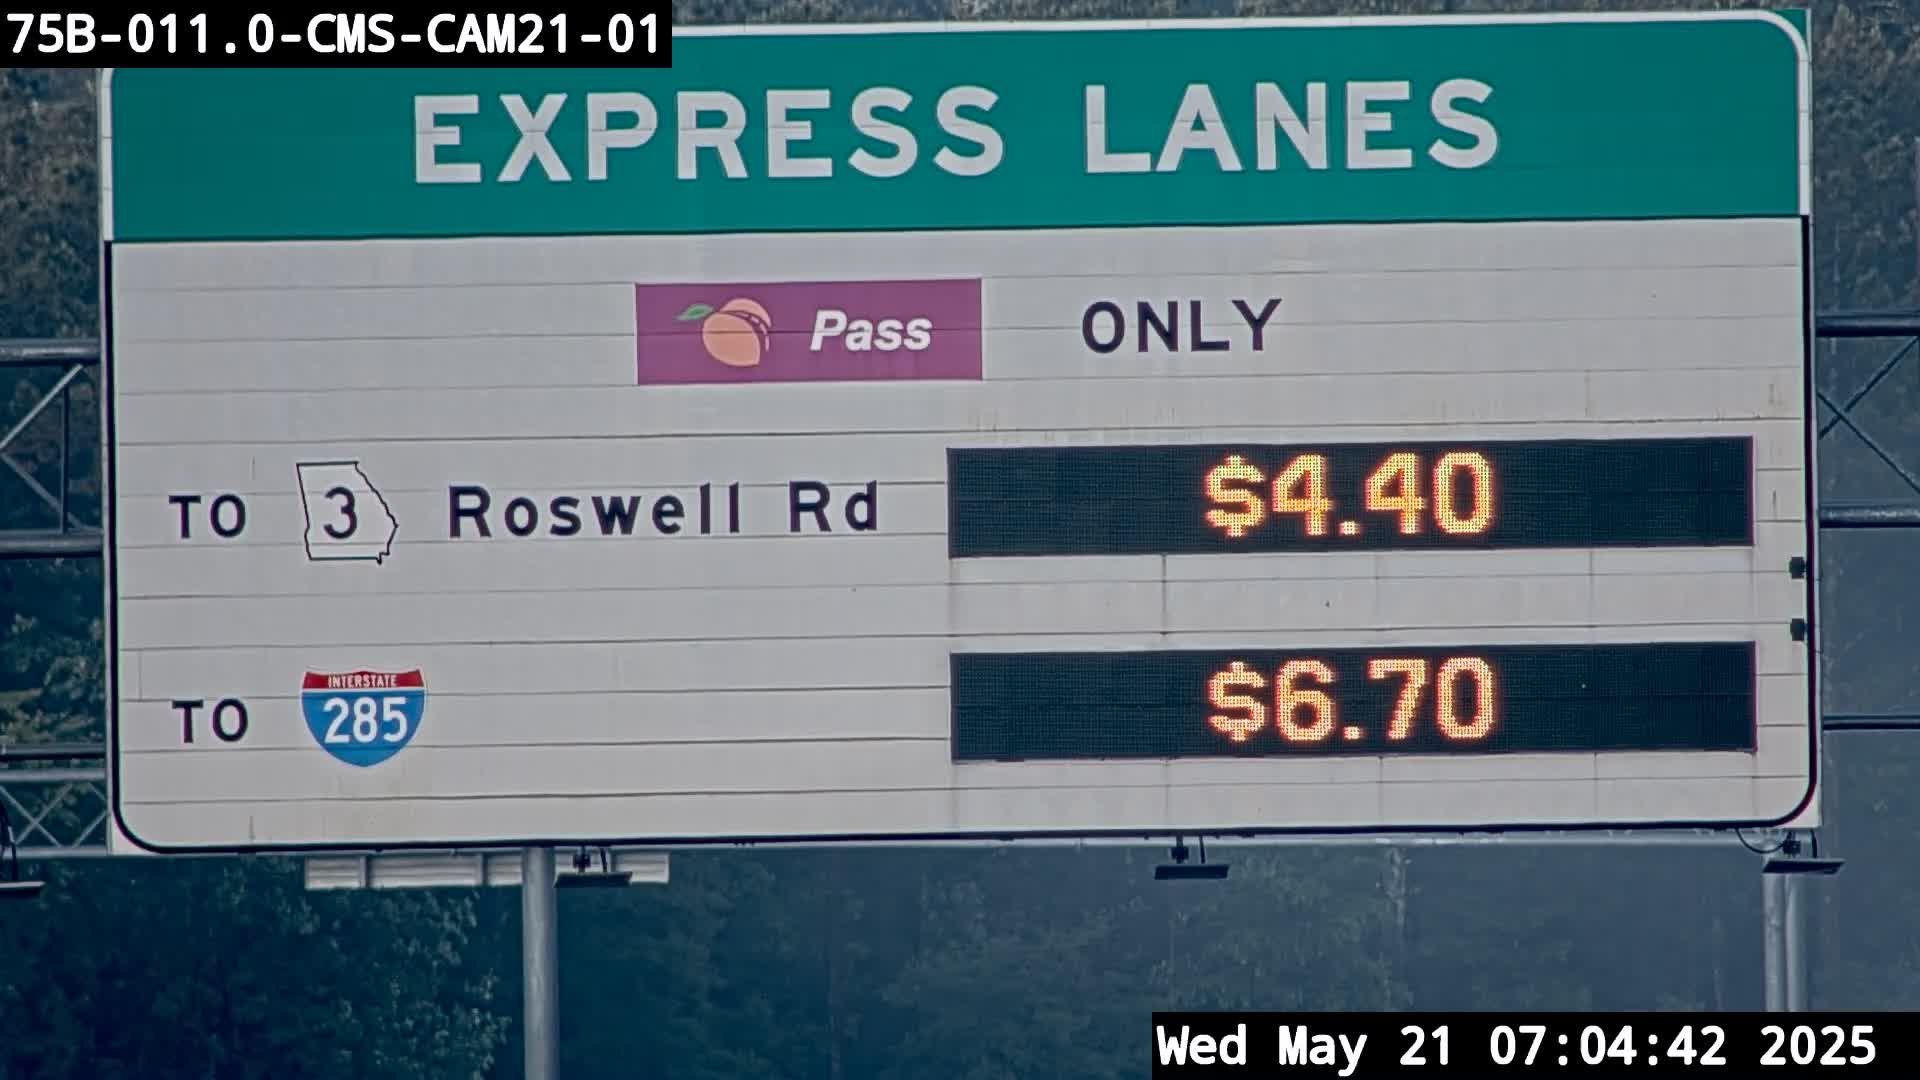 75B-011.0-CMS-CAM21-01
EXPRESS LANES
Pass ONLY
TO 3 Roswell Rd $4.40
TO INTERSTATE 285 $6.70
Wed May 21 07:04:42 2025